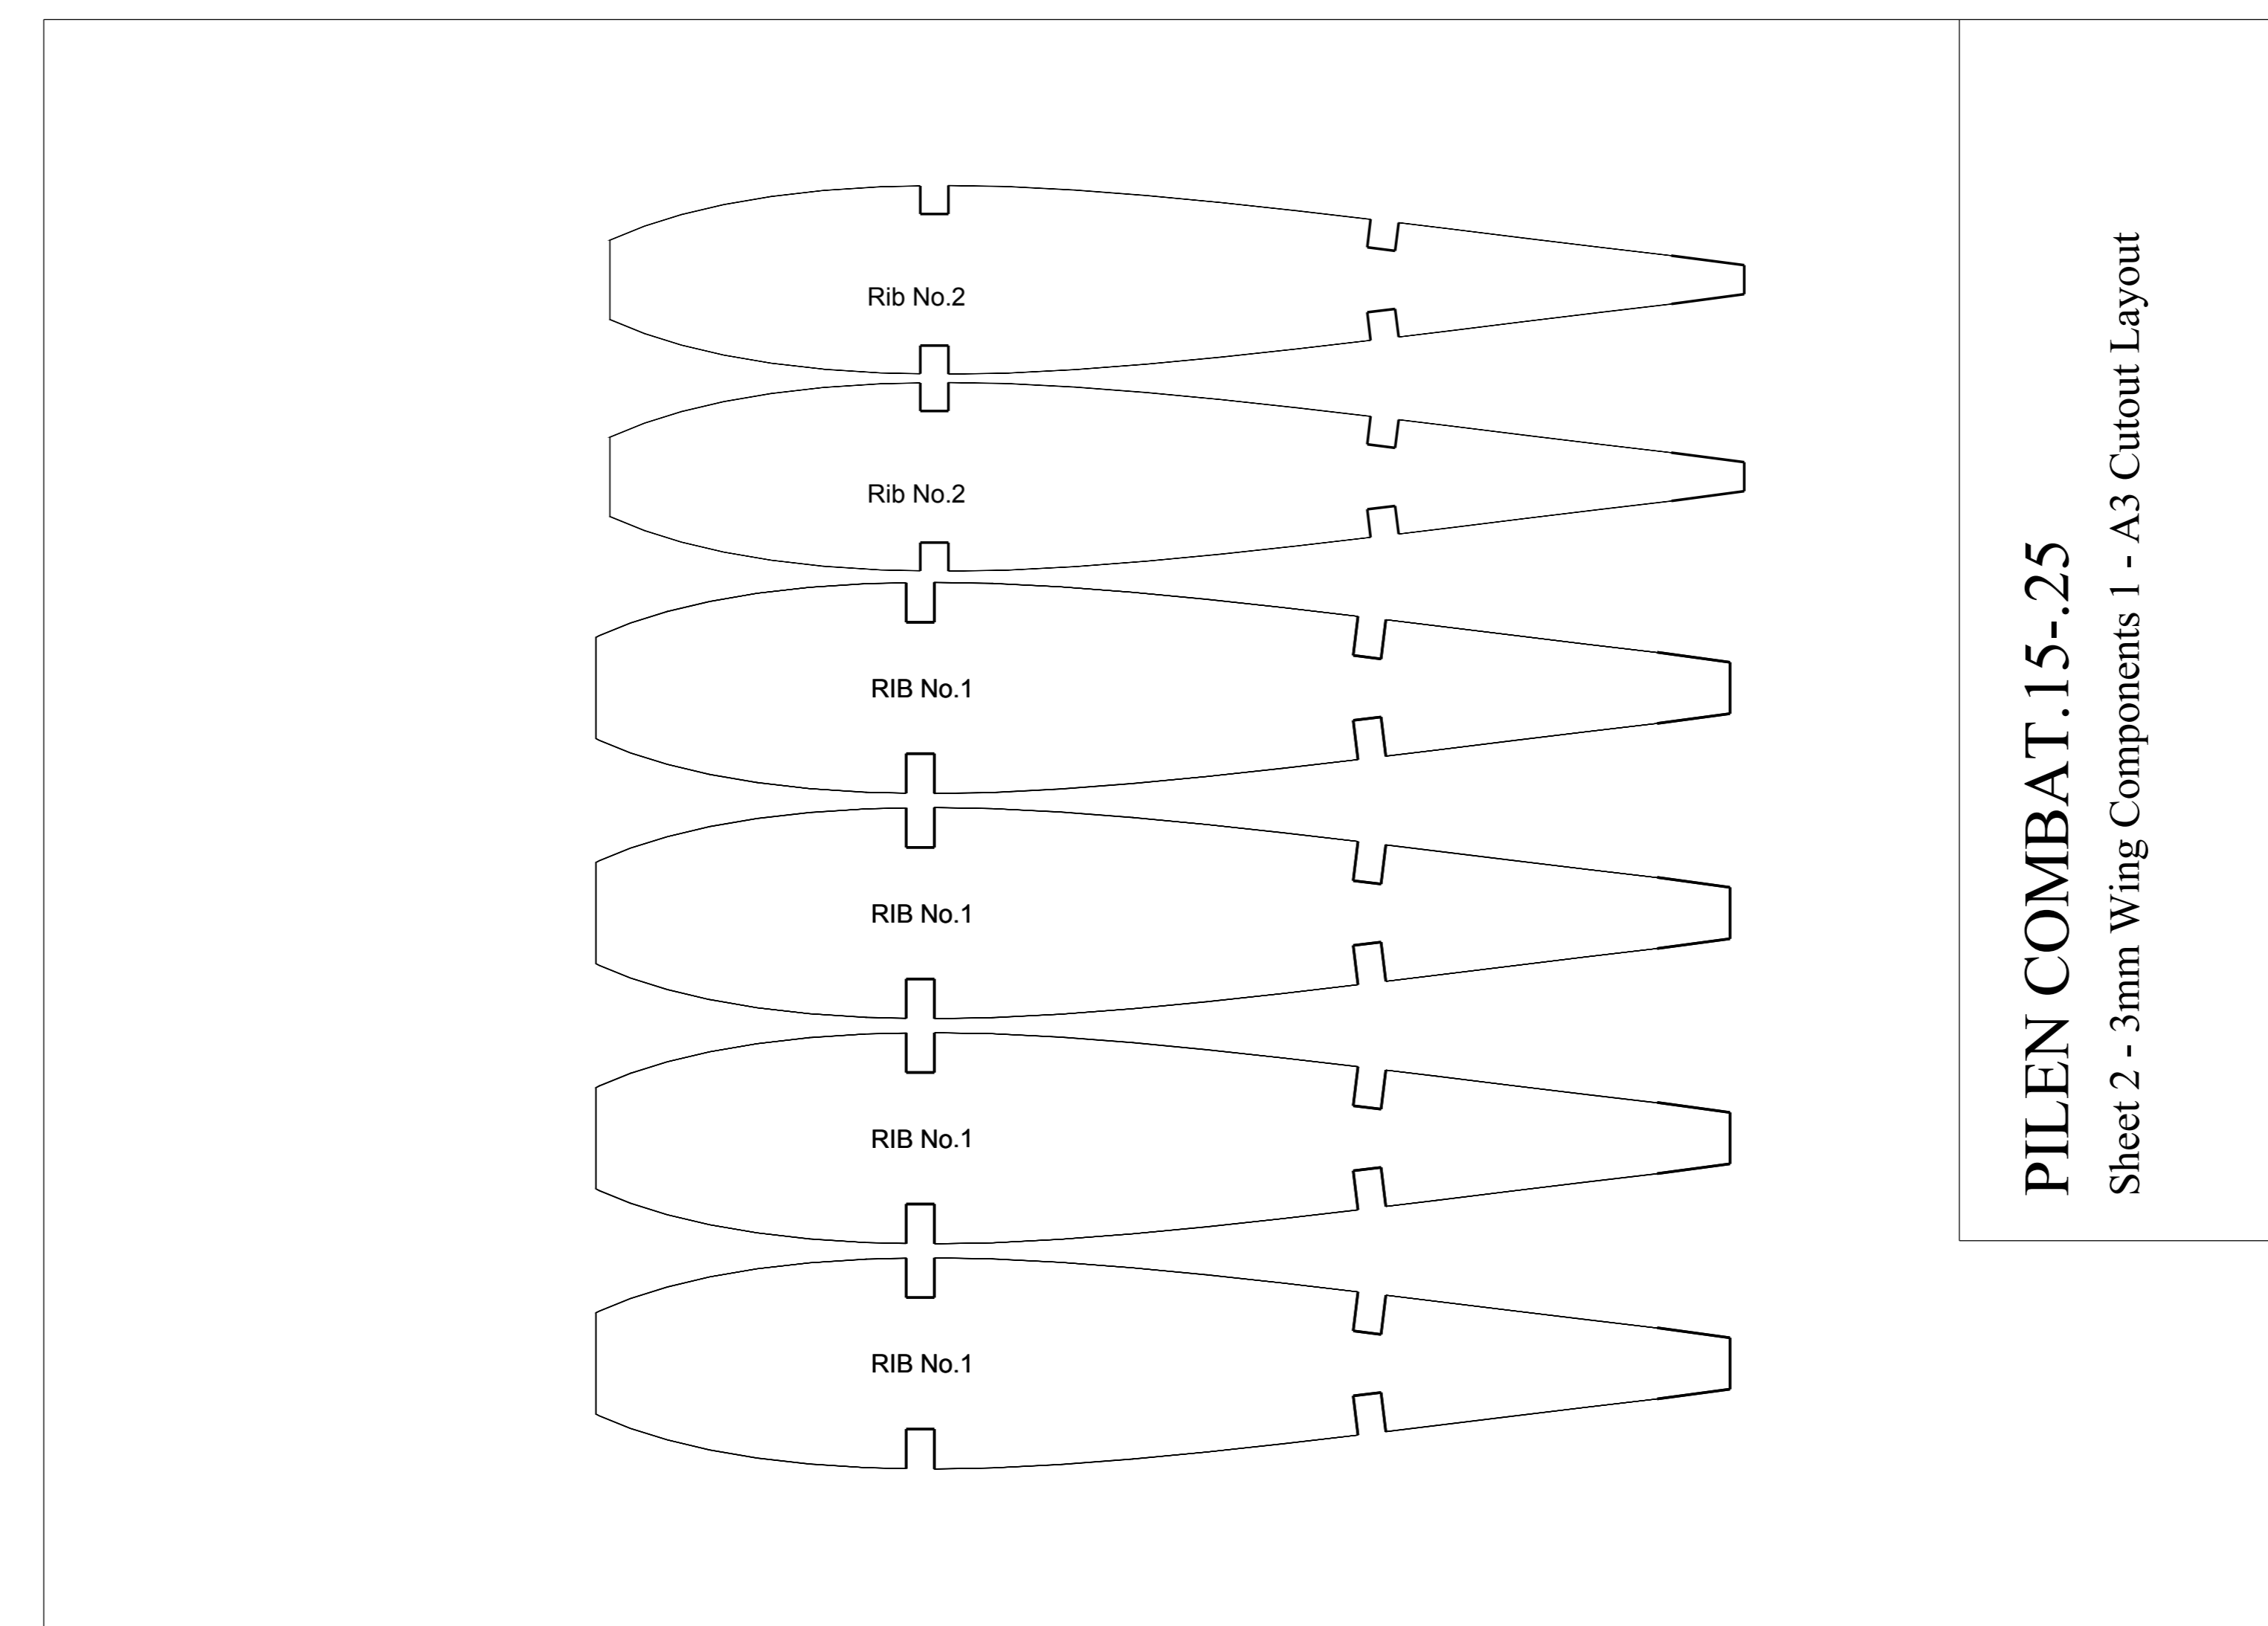 Rib No.2
Rib No.2
RIB No.1
RIB No.1
RIB No.1
RIB No.1
PILEN COMBAT.15-.25
Sheet 2 - 3mm Wing Components 1 - A3 Cutout Layout